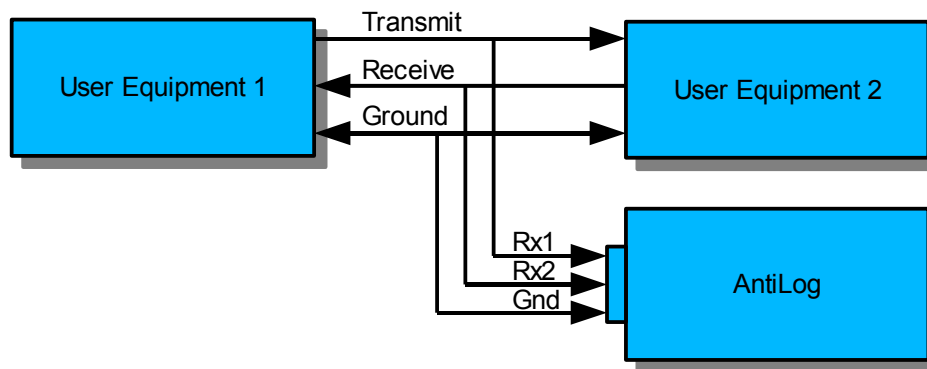 Transmit
User Equipment 1
Receive
User Equipment 2
Ground
Rx1
Rx2
Gnd
AntiLog